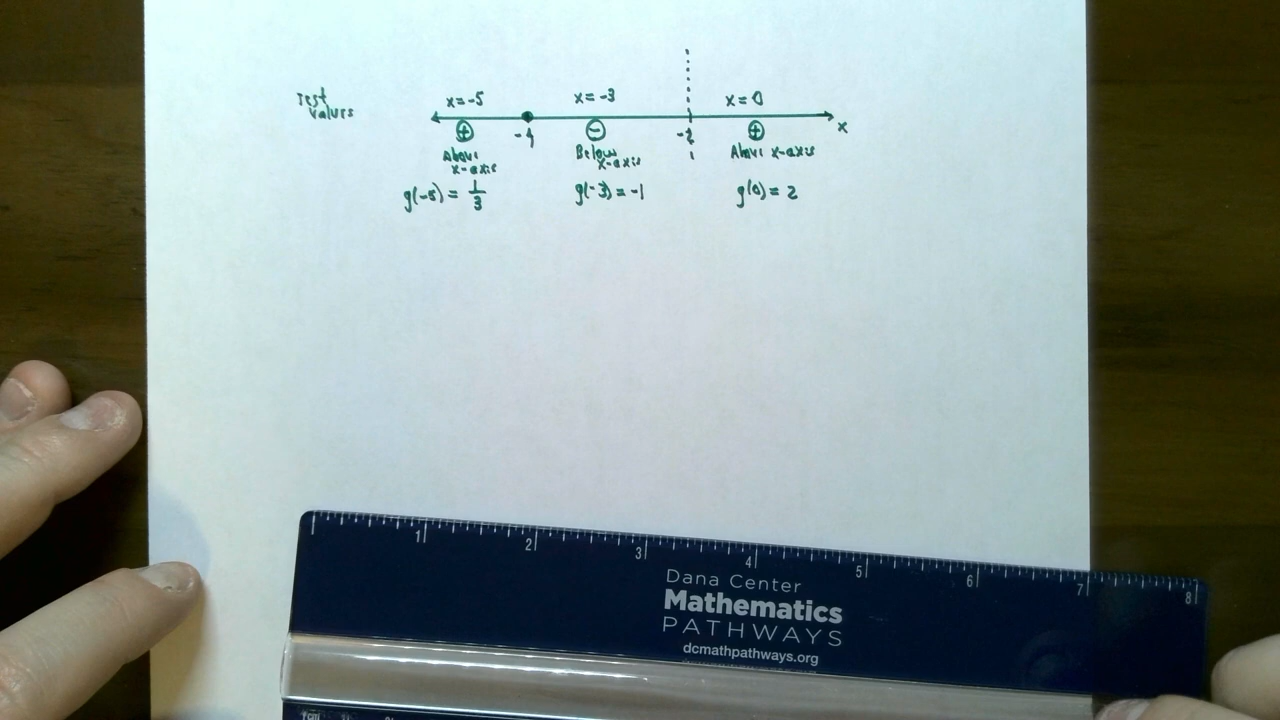 Test
Values
x=-5
x=-3
x=0
-4
-2
x
+
-
+
Above
x-axis
Below
x-axis
Above x-axis
g(-5) = 1/3
g(-3) = -1
g(0) = 2
1 2 3 4 5 6 7 8
Dana Center
Mathematics
PATHWAYS
dcmathpathways.org
1cm